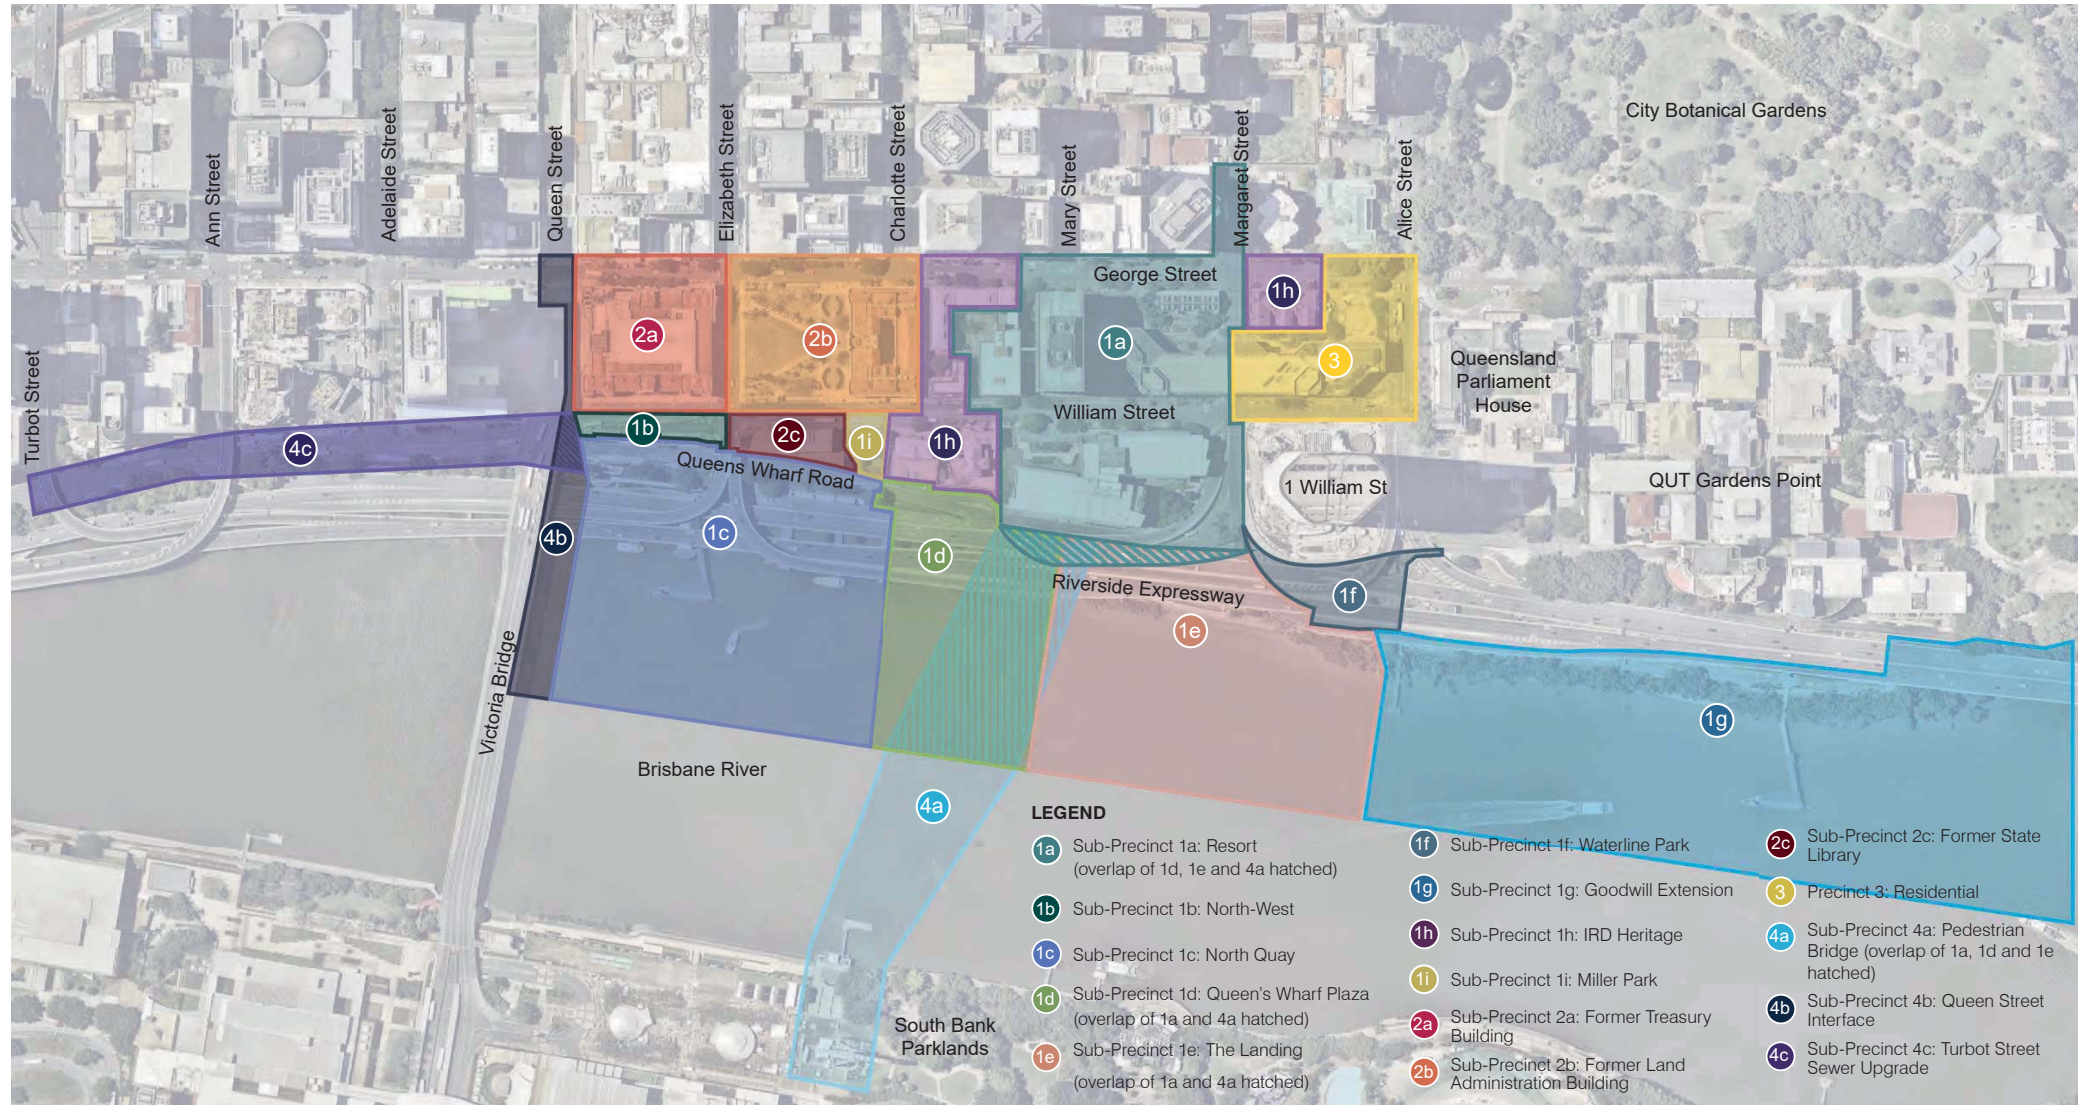 City Botanical Gardens
Turbot Street
Ann Street
Adelaide Street
Queen Street
Elizabeth Street
Charlotte Street
Mary Street
Margaret Street
Alice Street
George Street
1h
2a
2b
1a
3
Queensland
Parliament
House
William Street
4c
1b
2c
1i
1h
Queens Wharf Road
1 William St
QUT Gardens Point
4b
1c
1d
Riverside Expressway
1f
1e
Victoria Bridge
1g
Brisbane River
4a
South Bank
Parklands
LEGEND
1a Sub-Precinct 1a: Resort
(overlap of 1d, 1e and 4a hatched)
1b Sub-Precinct 1b: North-West
1c Sub-Precinct 1c: North Quay
1d Sub-Precinct 1d: Queen's Wharf Plaza
(overlap of 1a and 4a hatched)
1e Sub-Precinct 1e: The Landing
(overlap of 1a and 4a hatched)
1f Sub-Precinct 1f: Waterline Park
1g Sub-Precinct 1g: Goodwill Extension
1h Sub-Precinct 1h: IRD Heritage
1i Sub-Precinct 1i: Miller Park
2a Sub-Precinct 2a: Former Treasury
Building
2b Sub-Precinct 2b: Former Land
Administration Building
2c Sub-Precinct 2c: Former State
Library
3 Precinct 3: Residential
4a Sub-Precinct 4a: Pedestrian
Bridge (overlap of 1a, 1d and 1e
hatched)
4b Sub-Precinct 4b: Queen Street
Interface
4c Sub-Precinct 4c: Turbot Street
Sewer Upgrade